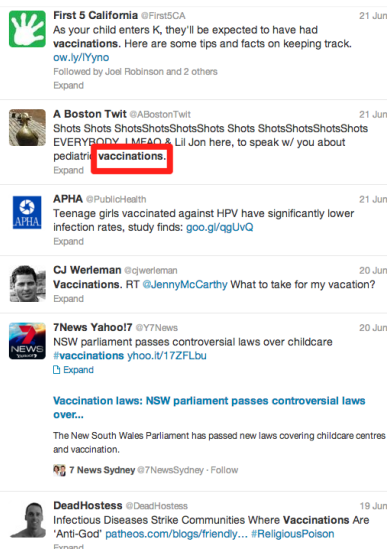 First 5 California @First5CA 21 Jun
As your child enters K, they'll be expected to have had
vaccinations. Here are some tips and facts on keeping track.
ow.ly/lYyno
Followed by Joel Robinson and 2 others
Expand
A Boston Twit @ABostonTwit 21 Jun
Shots Shots ShotsShotsShotsShots Shots ShotsShotsShotsShots
EVERYBODY. LMFAO & Lil Jon here, to speak w/ you about
pediatric vaccinations.
Expand
APHA @PublicHealth 21 Jun
Teenage girls vaccinated against HPV have significantly lower
infection rates, study finds: goo.gl/qgUvQ
Expand
CJ Werleman @cjwerleman 20 Jun
Vaccinations. RT @JennyMcCarthy What to take for my vacation?
Expand
7 NEWS
7News Yahoo!7 @Y7News 20 Jun
NSW parliament passes controversial laws over childcare
#vaccinations yhoo.it/17ZFLbu
Expand
Vaccination laws: NSW parliament passes controversial laws
over...
The New South Wales Parliament has passed new laws covering childcare centres
and vaccination.
7 News Sydney @7NewsSydney · Follow
DeadHostess @DeadHostess 19 Jun
Infectious Diseases Strike Communities Where Vaccinations Are
'Anti-God' patheos.com/blogs/friendly... #ReligiousPoison
Expand